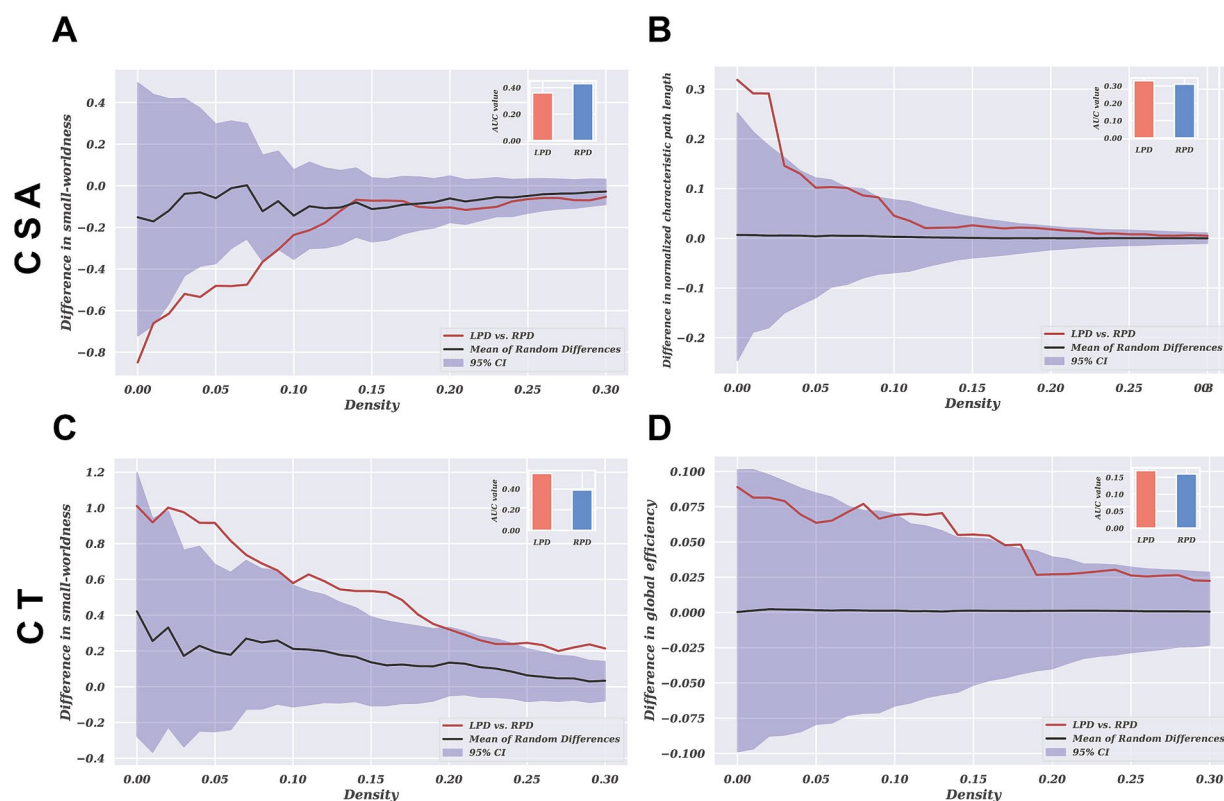 A
Difference in small-worldness
0.4
0.2
0.0
−0.2
−0.4
−0.6
−0.8
0.00 0.05 0.10 0.15 0.20 0.25 0.30
Density
AUC value
0.40
0.20
0.00
LPD RPD
LPD vs. RPD
Mean of Random Differences
95% CI
B
Difference in normalized characteristic path length
0.3
0.2
0.1
0.0
−0.1
−0.2
0.00 0.05 0.10 0.15 0.20 0.25
Density
AUC value
0.30
0.20
0.10
0.00
LPD RPD
LPD vs. RPD
Mean of Random Differences
95% CI
CSA
C
Difference in small-worldness
1.2
1.0
0.8
0.6
0.4
0.2
0.0
−0.2
−0.4
0.00 0.05 0.10 0.15 0.20 0.25 0.30
Density
AUC value
0.40
0.20
0.00
LPD RPD
LPD vs. RPD
Mean of Random Differences
95% CI
D
Difference in global efficiency
0.100
0.075
0.050
0.025
0.000
−0.025
−0.050
−0.075
−0.100
0.00 0.05 0.10 0.15 0.20 0.25 0.30
Density
AUC value
0.15
0.10
0.05
0.00
LPD RPD
LPD vs. RPD
Mean of Random Differences
95% CI
CT